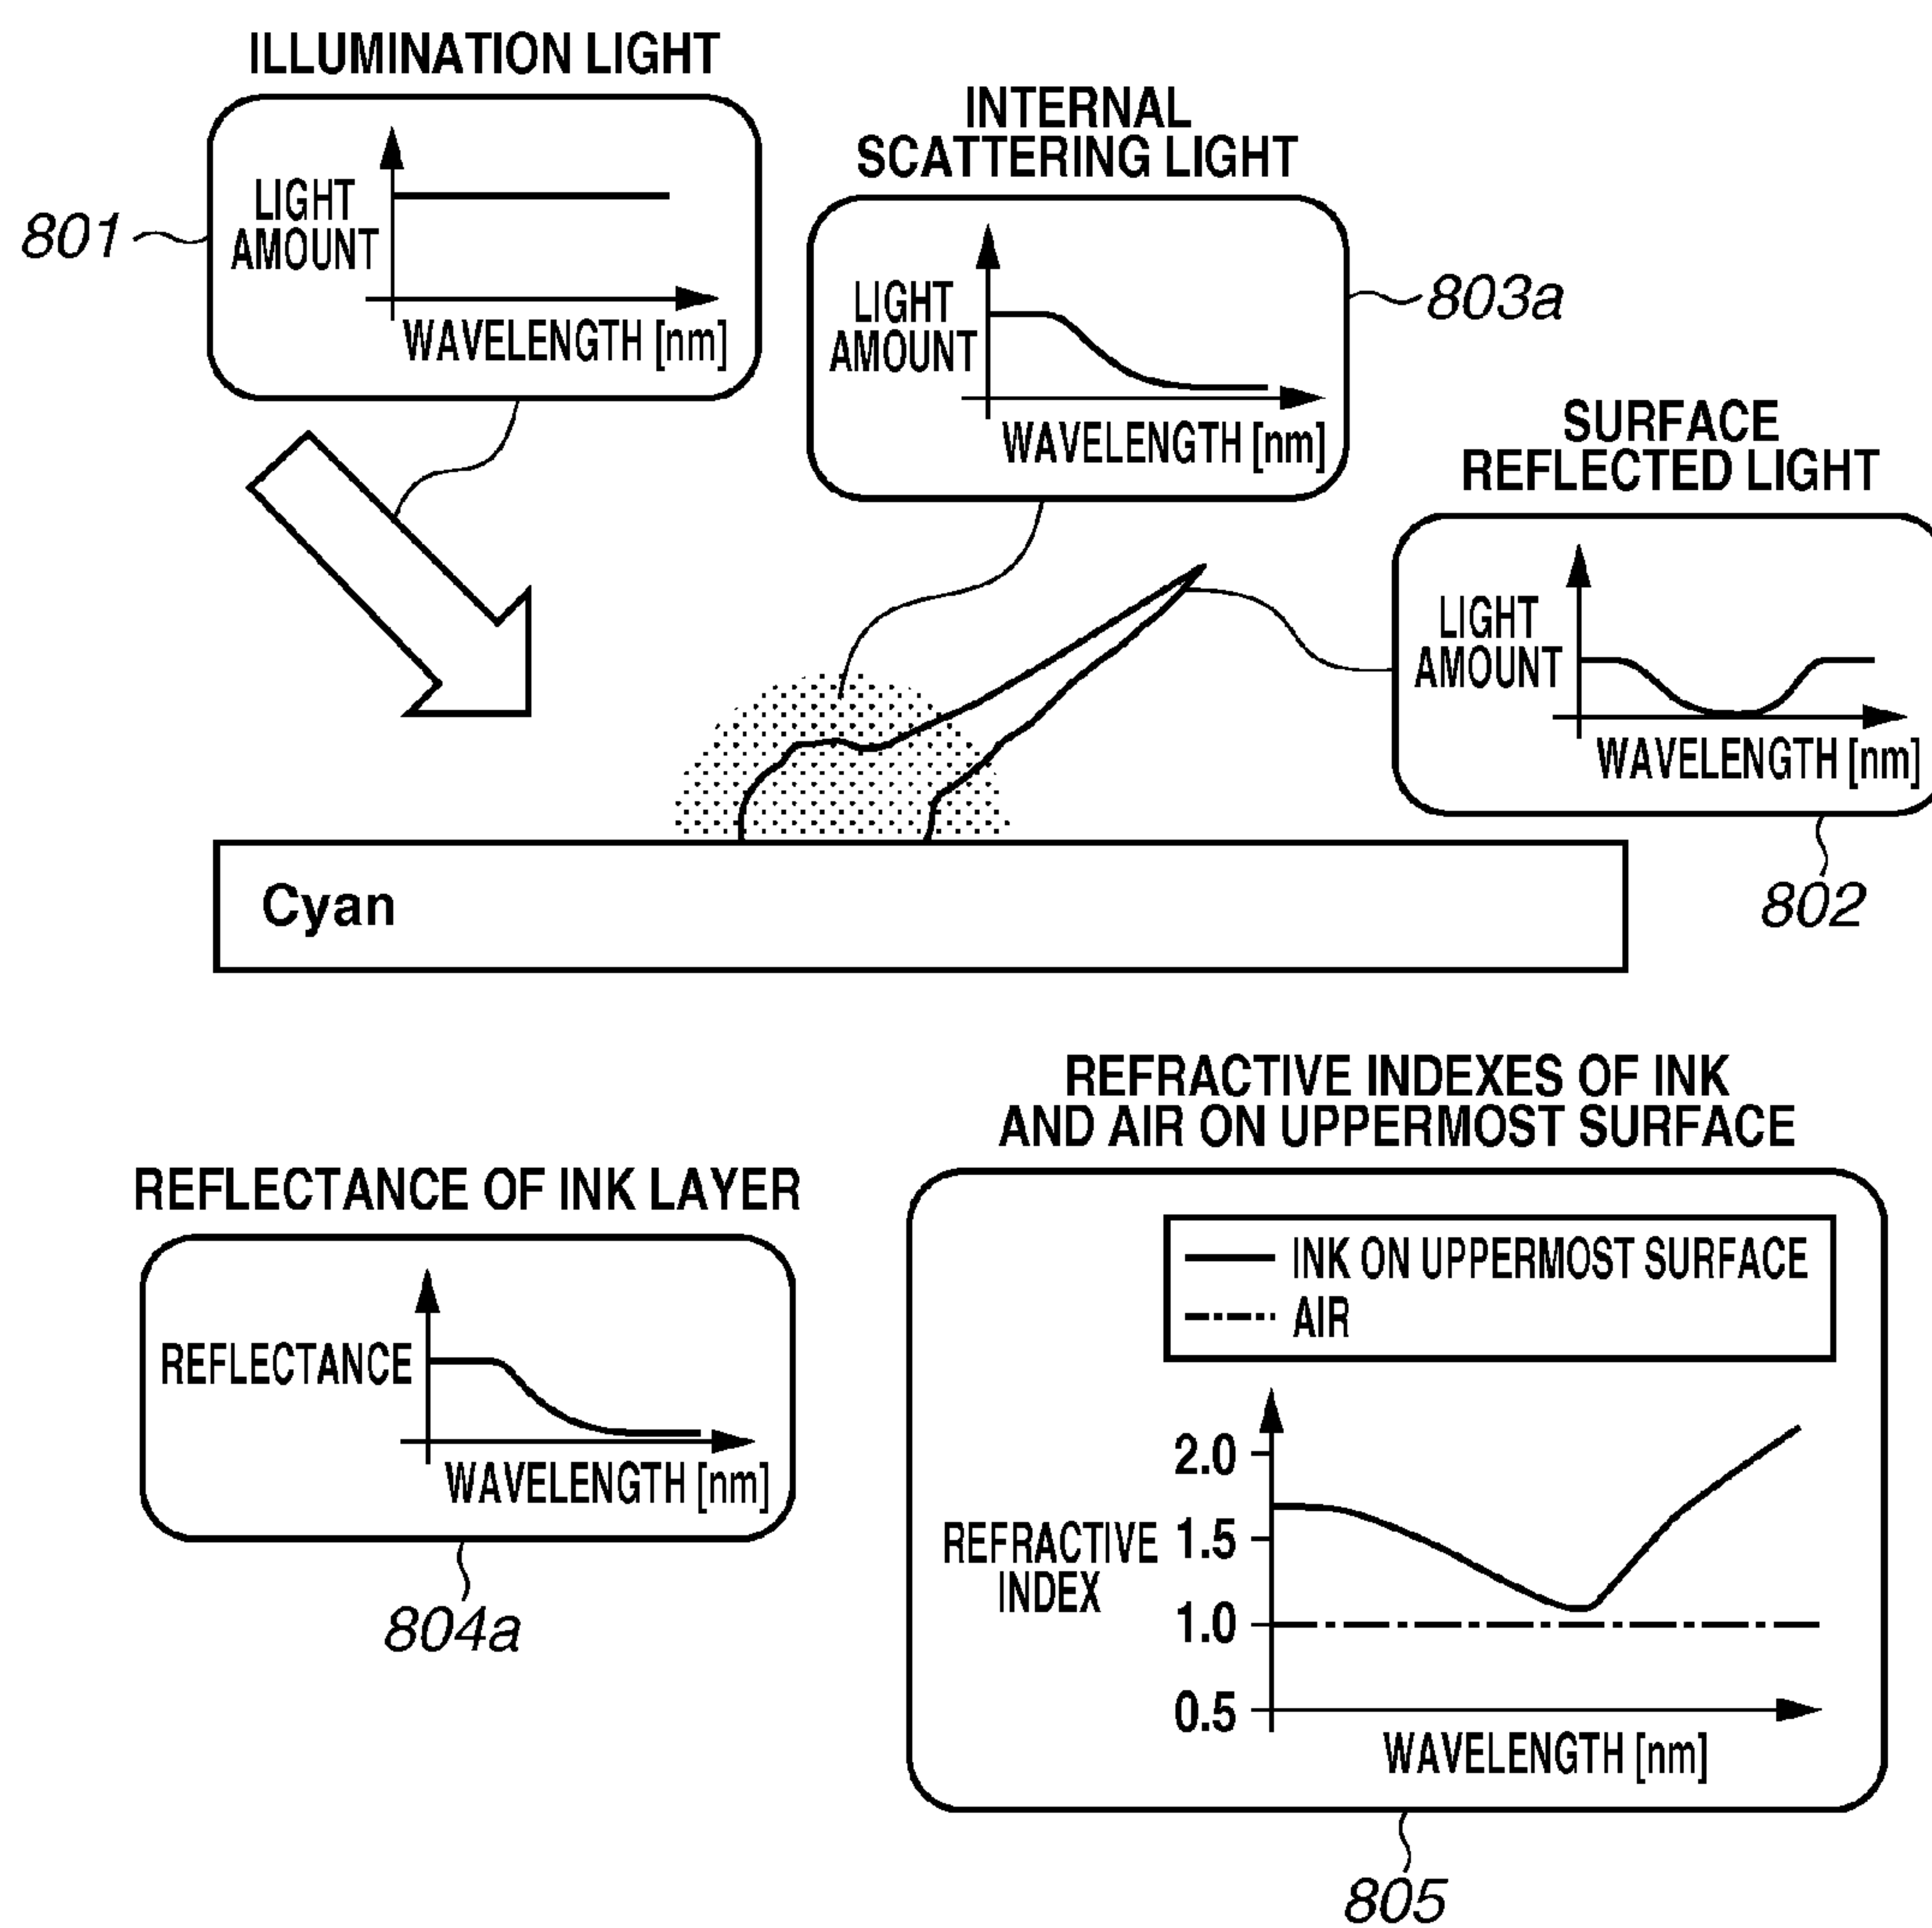 ILLUMINATION LIGHT
LIGHT
AMOUNT
WAVELENGTH [nm]
801
INTERNAL
SCATTERING LIGHT
LIGHT
AMOUNT
WAVELENGTH [nm]
803a
SURFACE
REFLECTED LIGHT
LIGHT
AMOUNT
WAVELENGTH [nm]
802
Cyan
REFLECTANCE OF INK LAYER
REFLECTANCE
WAVELENGTH [nm]
804a
REFRACTIVE INDEXES OF INK
AND AIR ON UPPERMOST SURFACE
INK ON UPPERMOST SURFACE
AIR
REFRACTIVE
INDEX
2.0
1.5
1.0
0.5
WAVELENGTH [nm]
805